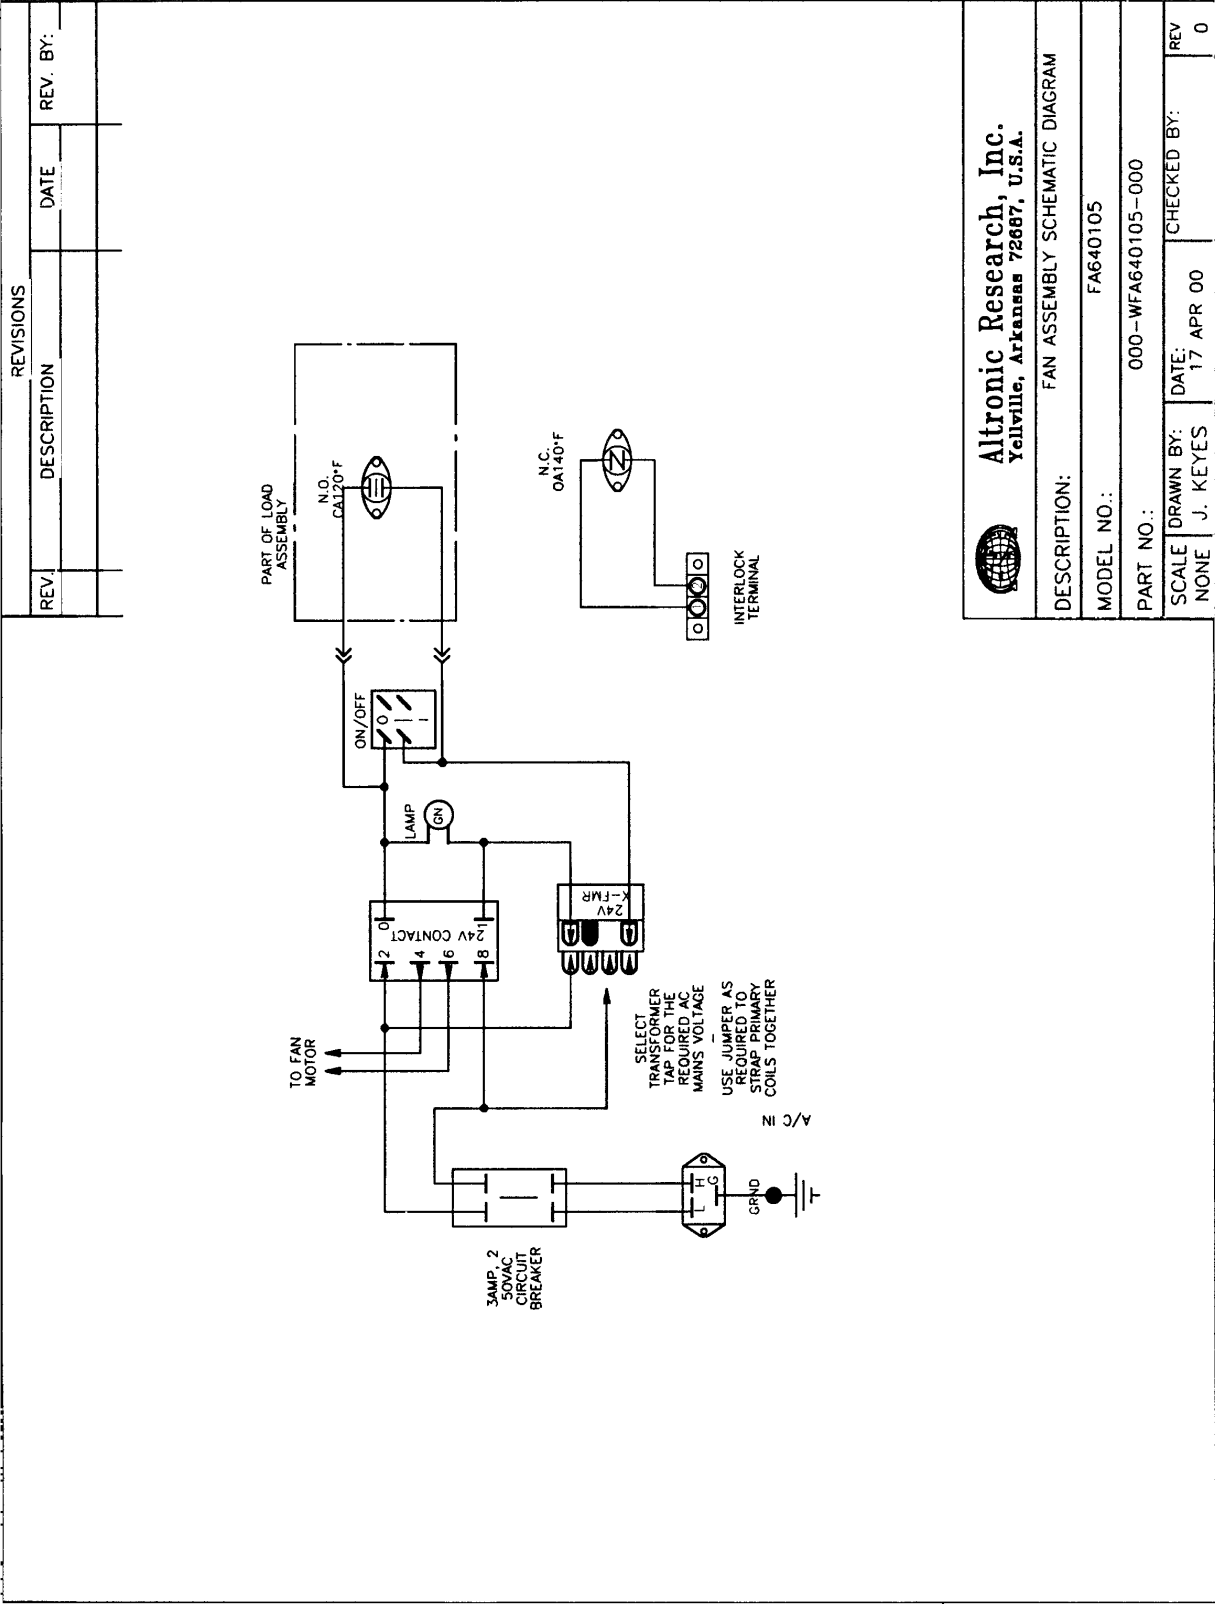 REVISIONS
REV. DESCRIPTION DATE REV. BY:
PART OF LOAD
ASSEMBLY
N.O.
CA120°F
ON/OFF
0
1
LAMP
GN
TO FAN
MOTOR
24V CONTACT
2
4
6
8
0
1
24V
X-FMR
N.C.
OA140°F
1 2
INTERLOCK
TERMINAL
SELECT
TRANSFORMER
TAP FOR THE
REQUIRED AC
MAINS VOLTAGE
–
USE JUMPER AS
REQUIRED TO
STRAP PRIMARY
COILS TOGETHER
3AMP, 2
50VAC
CIRCUIT
BREAKER
A/C IN
L H
G
GRND
Altronic Research, Inc.
Yellville, Arkansas 72687, U.S.A.
DESCRIPTION: FAN ASSEMBLY SCHEMATIC DIAGRAM
MODEL NO.: FA640105
PART NO.: 000-WFA640105-000
SCALE DRAWN BY: DATE: CHECKED BY: REV
NONE J. KEYES 17 APR 00 0